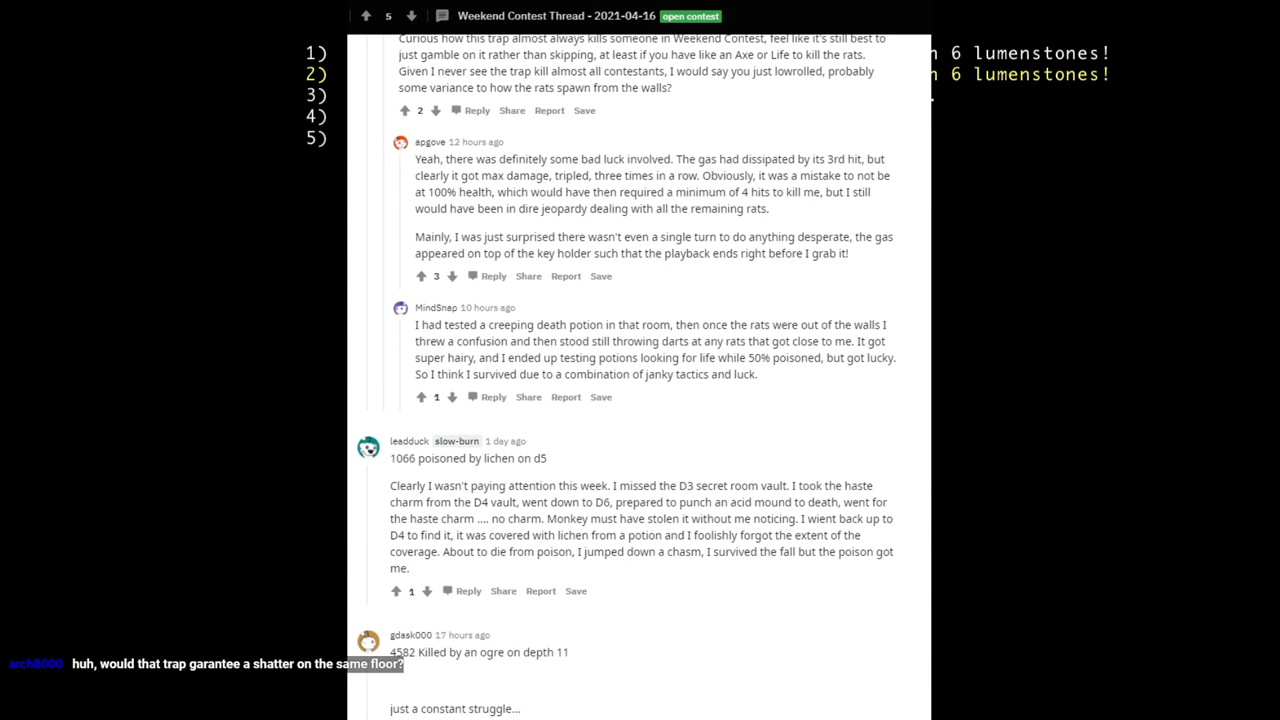 5 Weekend Contest Thread - 2021-04-16 open contest
1) n 6 lumenstones!
2) n 6 lumenstones!
3) .
4)
5)
Curious how this trap almost always kills someone in Weekend Contest, feel like it's still best to
just gamble on it rather than skipping, at least if you have like an Axe or Life to kill the rats.
Given I never see the trap kill almost all contestants, I would say you just lowrolled, probably
some variance to how the rats spawn from the walls?
2 Reply Share Report Save
apgove 12 hours ago
Yeah, there was definitely some bad luck involved. The gas had dissipated by its 3rd hit, but
clearly it got max damage, tripled, three times in a row. Obviously, it was a mistake to not be
at 100% health, which would have then required a minimum of 4 hits to kill me, but I still
would have been in dire jeopardy dealing with all the remaining rats.
Mainly, I was just surprised there wasn't even a single turn to do anything desperate, the gas
appeared on top of the key holder such that the playback ends right before I grab it!
3 Reply Share Report Save
MindSnap 10 hours ago
I had tested a creeping death potion in that room, then once the rats were out of the walls I
threw a confusion and then stood still throwing darts at any rats that got close to me. It got
super hairy, and I ended up testing potions looking for life while 50% poisoned, but got lucky.
So I think I survived due to a combination of janky tactics and luck.
1 Reply Share Report Save
leadduck slow-burn 1 day ago
1066 poisoned by lichen on d5
Clearly I wasn't paying attention this week. I missed the D3 secret room vault. I took the haste
charm from the D4 vault, went down to D6, prepared to punch an acid mound to death, went for
the haste charm .... no charm. Monkey must have stolen it without me noticing. I wient back up to
D4 to find it, it was covered with lichen from a potion and I foolishly forgot the extent of the
coverage. About to die from poison, I jumped down a chasm, I survived the fall but the poison got
me.
1 Reply Share Report Save
gdask000 17 hours ago
4582 Killed by an ogre on depth 11
arch8000 huh, would that trap garantee a shatter on the same floor?
just a constant struggle...